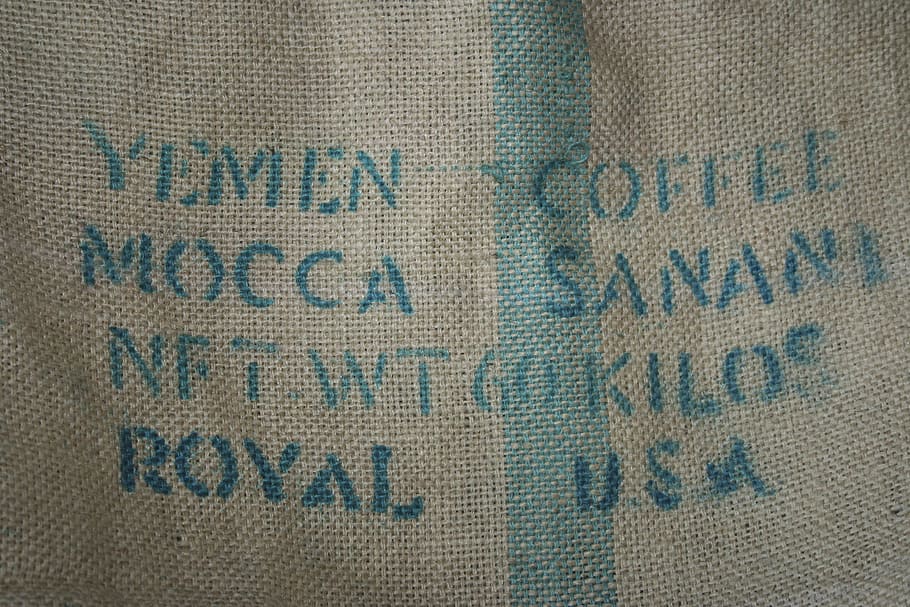 YEMEN COFFEE
MOCCA SANANI
NET.WT 60 KILOS
ROYAL U.S.A